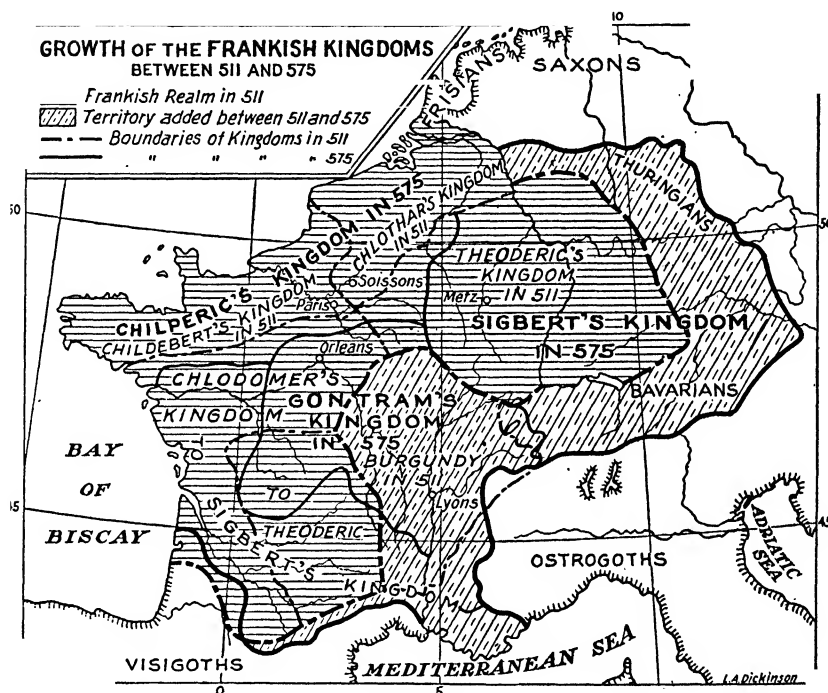 GROWTH OF THE FRANKISH KINGDOMS
BETWEEN 511 AND 575
Frankish Realm in 511
Territory added between 511 and 575
Boundaries of Kingdoms in 511
" " " " 575
10
SAXONS
FRISIANS
THURINGIANS
50
50
CHILPERIC'S KINGDOM IN 575
CHLOTHAR'S KINGDOM
IN 511
CHILDEBERT'S KINGDOM
IN 511
Soissons
Paris
THEODERIC'S
KINGDOM
IN 511
Metz
SIGBERT'S KINGDOM
IN 575
Orleans
CHLODOMER'S
KINGDOM
GONTRAM'S
KINGDOM
IN 575
BAVARIANS
BURGUNDY
IN 511
Lyons
BAY
OF
BISCAY
45
45
TO
SIGBERT'S
KINGDOM
TO
THEODERIC
OSTROGOTHS
ADRIATIC
SEA
VISIGOTHS
MEDITERRANEAN SEA
0
5
L.A.Dickinson